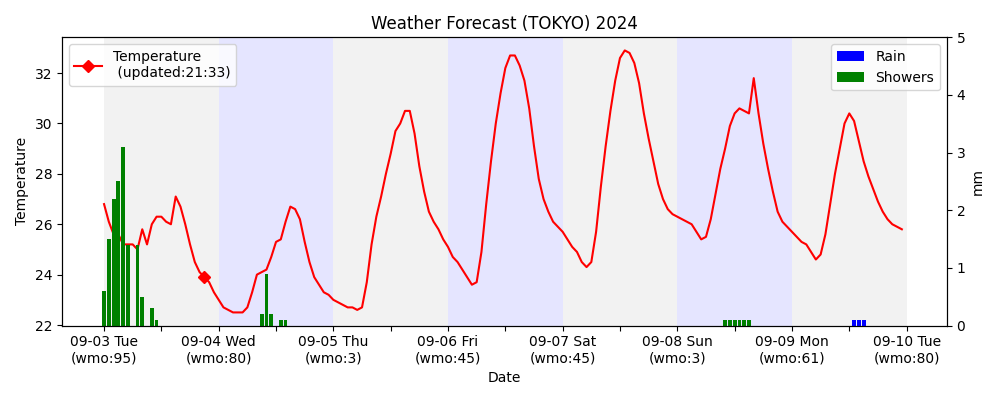 Weather Forecast (TOKYO) 2024
Temperature
(updated:21:33)
Rain
Showers
Temperature
32
30
28
26
24
22
5
4
3
2
1
0
mm
09-03 Tue
(wmo:95)
09-04 Wed
(wmo:80)
09-05 Thu
(wmo:3)
09-06 Fri
(wmo:45)
09-07 Sat
(wmo:45)
09-08 Sun
(wmo:3)
09-09 Mon
(wmo:61)
09-10 Tue
(wmo:80)
Date